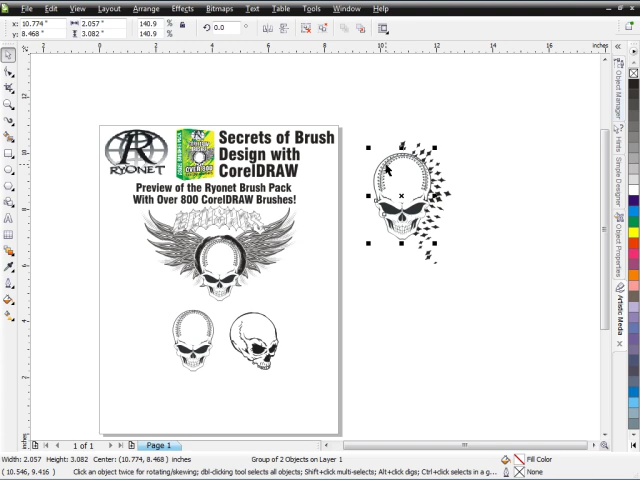 File Edit View Layout Arrange Effects Bitmaps Text Tools Window Help
x: 10.774 " 2.057 " 140.9 % 0.0
y: 8.468 " 3.082 " 140.9 %
inches
RYONET
OVER 800
Secrets of Brush
Design with
CorelDRAW
Preview of the Ryonet Brush Pack
With Over 800 CorelDRAW Brushes!
Object Manager
Hints
Simple Designer
Object Properties
Artistic Media
1 of 1 Page 1
Width: 2.057 Height: 3.082 Center: (10.774, 8.468) inches Group of 2 Objects on Layer 1 Fill Color
(10.546, 9.416) Click an object twice for rotating/skewing; dbl-clicking tool selects all objects; Shift+click multi-selects; Alt+click digs; Ctrl+click selects in a g... None